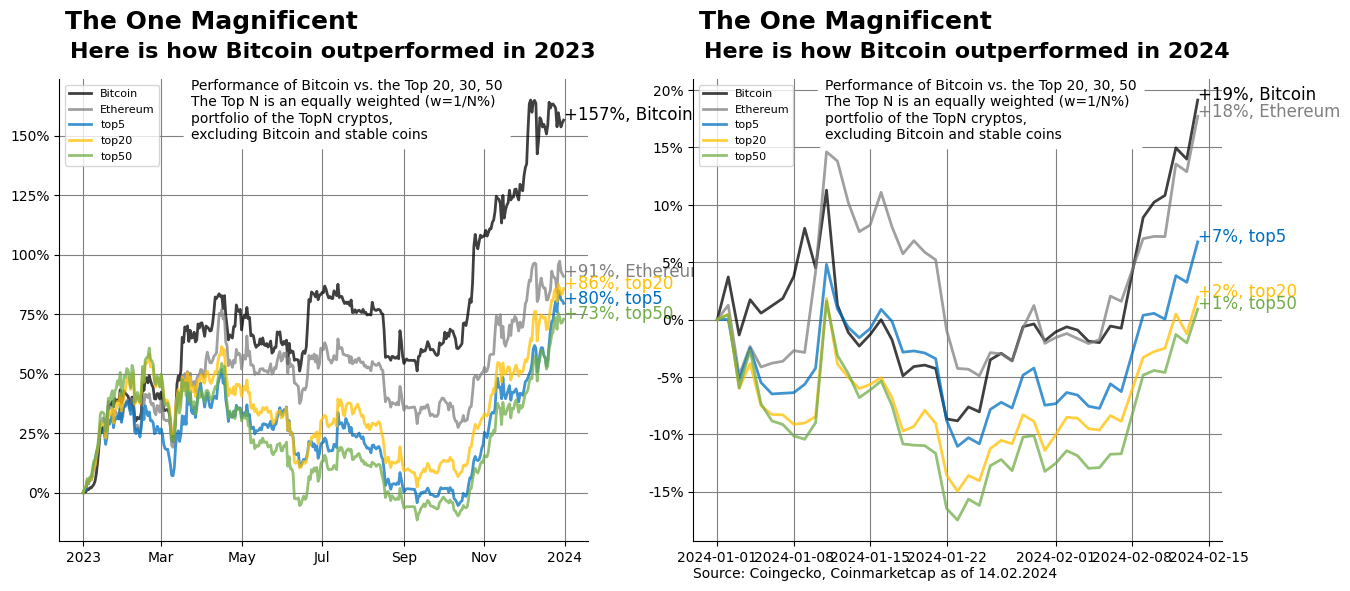 The One Magnificent
Here is how Bitcoin outperformed in 2023
Performance of Bitcoin vs. the Top 20, 30, 50
The Top N is an equally weighted (w=1/N%)
portfolio of the TopN cryptos,
excluding Bitcoin and stable coins
Bitcoin
Ethereum
top5
top20
top50
150%
125%
100%
75%
50%
25%
0%
+157%, Bitcoin
+91%, Ethereum
+86%, top20
+80%, top5
+73%, top50
2023
Mar
May
Jul
Sep
Nov
2024
The One Magnificent
Here is how Bitcoin outperformed in 2024
Performance of Bitcoin vs. the Top 20, 30, 50
The Top N is an equally weighted (w=1/N%)
portfolio of the TopN cryptos,
excluding Bitcoin and stable coins
Bitcoin
Ethereum
top5
top20
top50
20%
15%
10%
5%
0%
-5%
-10%
-15%
+19%, Bitcoin
+18%, Ethereum
+7%, top5
+2%, top20
+1%, top50
2024-01-01
2024-01-08
2024-01-15
2024-01-22
2024-02-01
2024-02-08
2024-02-15
Source: Coingecko, Coinmarketcap as of 14.02.2024